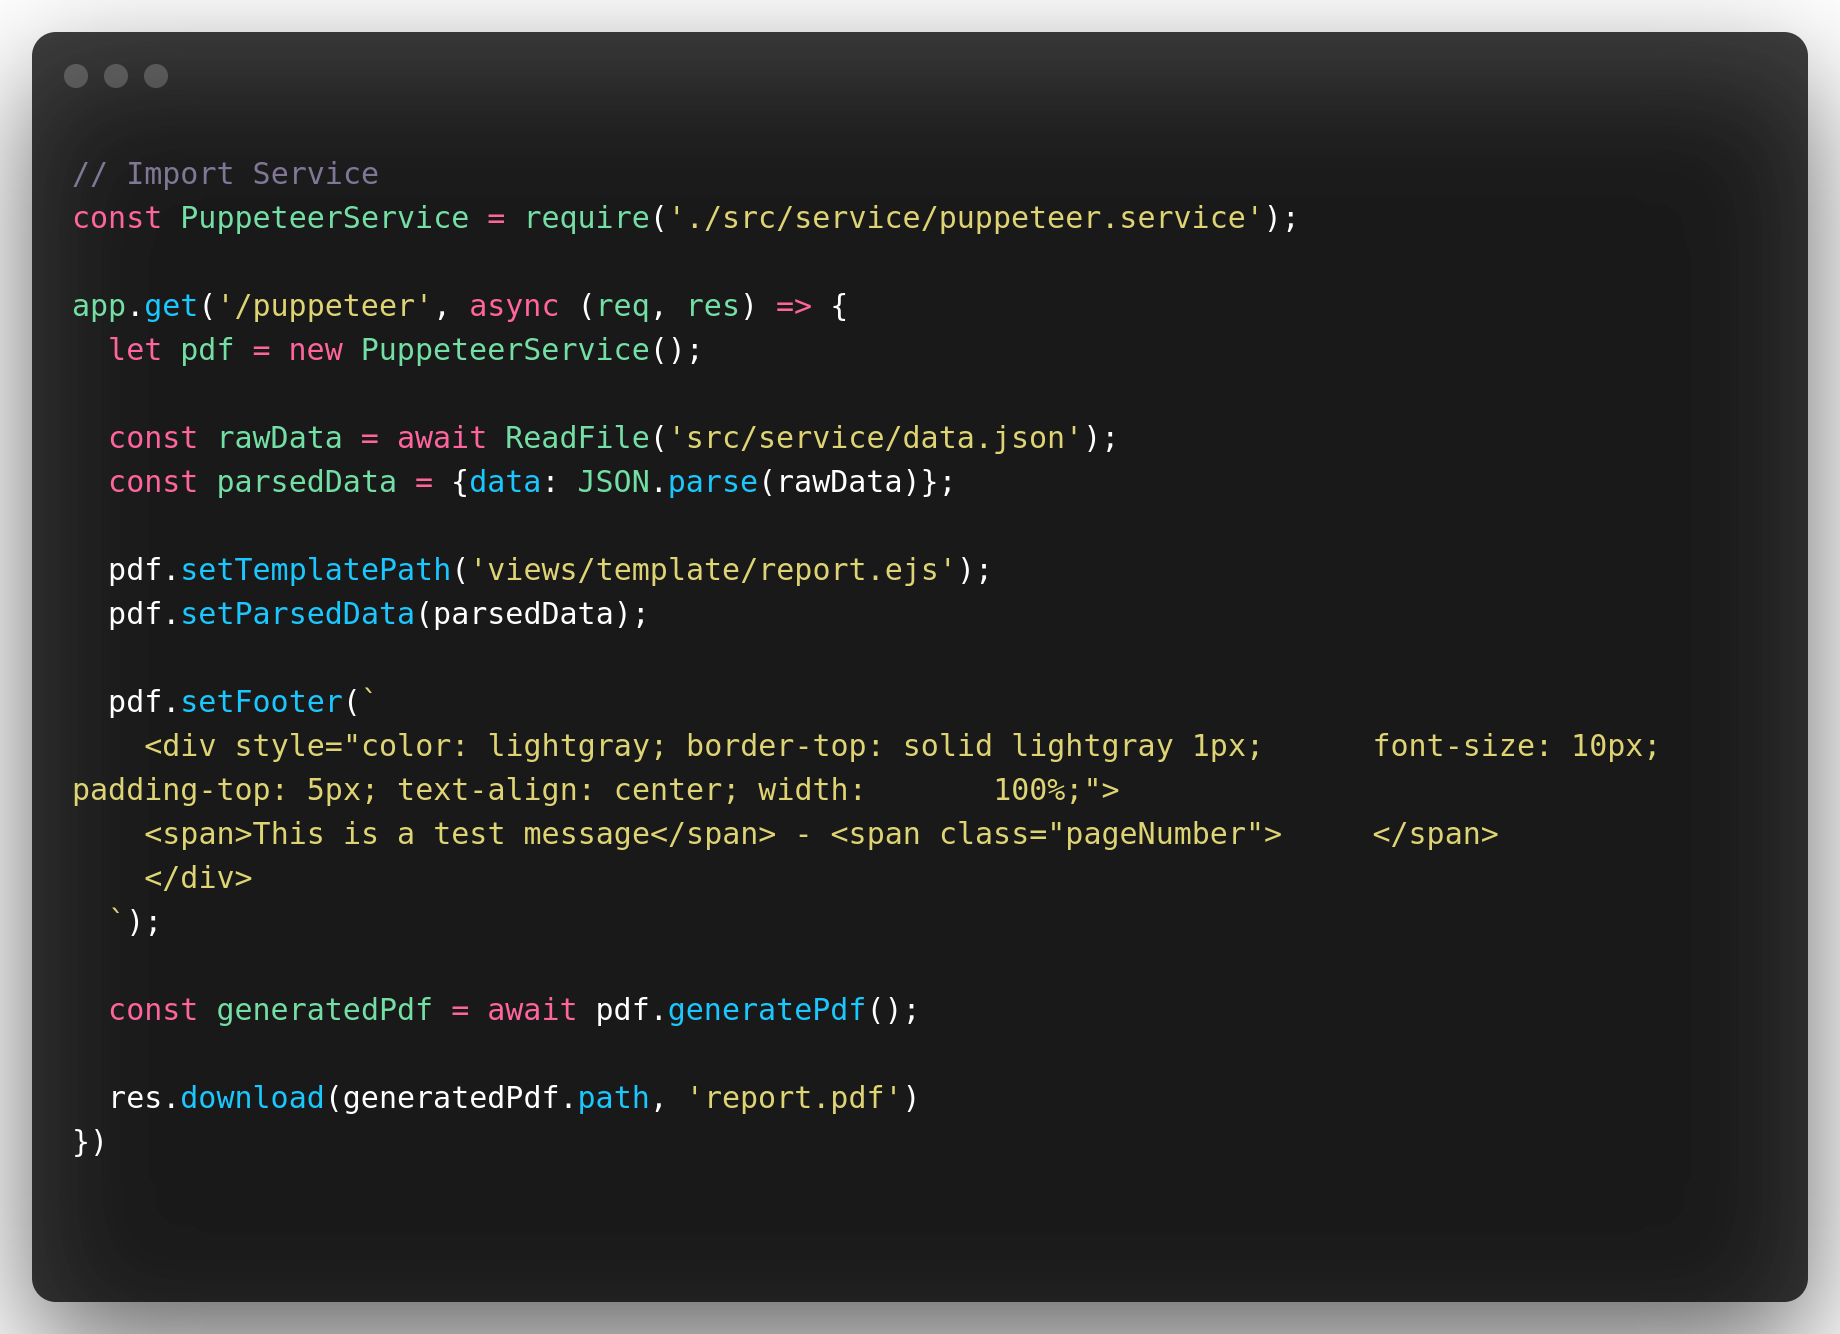 // Import Service
const PuppeteerService = require('./src/service/puppeteer.service');
app.get('/puppeteer', async (req, res) => {
  let pdf = new PuppeteerService();
  const rawData = await ReadFile('src/service/data.json');
  const parsedData = {data: JSON.parse(rawData)};
  pdf.setTemplatePath('views/template/report.ejs');
  pdf.setParsedData(parsedData);
  pdf.setFooter(`
    <div style="color: lightgray; border-top: solid lightgray 1px;      font-size: 10px;
padding-top: 5px; text-align: center; width:       100%;">
    <span>This is a test message</span> - <span class="pageNumber">     </span>
    </div>
  `);
  const generatedPdf = await pdf.generatePdf();
  res.download(generatedPdf.path, 'report.pdf')
})